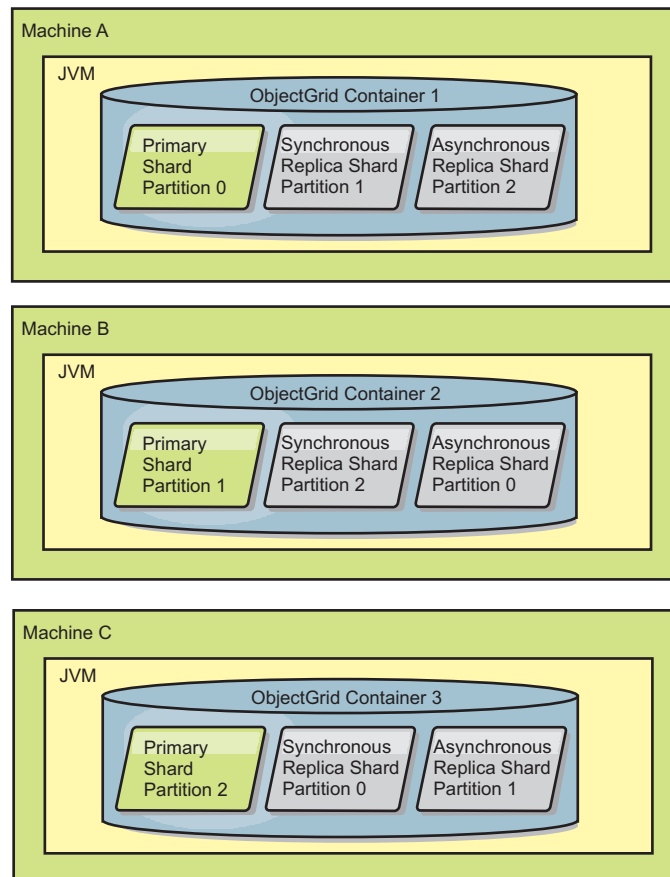 Machine A
JVM
ObjectGrid Container 1
Primary
Shard
Partition 0
Synchronous
Replica Shard
Partition 1
Asynchronous
Replica Shard
Partition 2
Machine B
JVM
ObjectGrid Container 2
Primary
Shard
Partition 1
Synchronous
Replica Shard
Partition 2
Asynchronous
Replica Shard
Partition 0
Machine C
JVM
ObjectGrid Container 3
Primary
Shard
Partition 2
Synchronous
Replica Shard
Partition 0
Asynchronous
Replica Shard
Partition 1